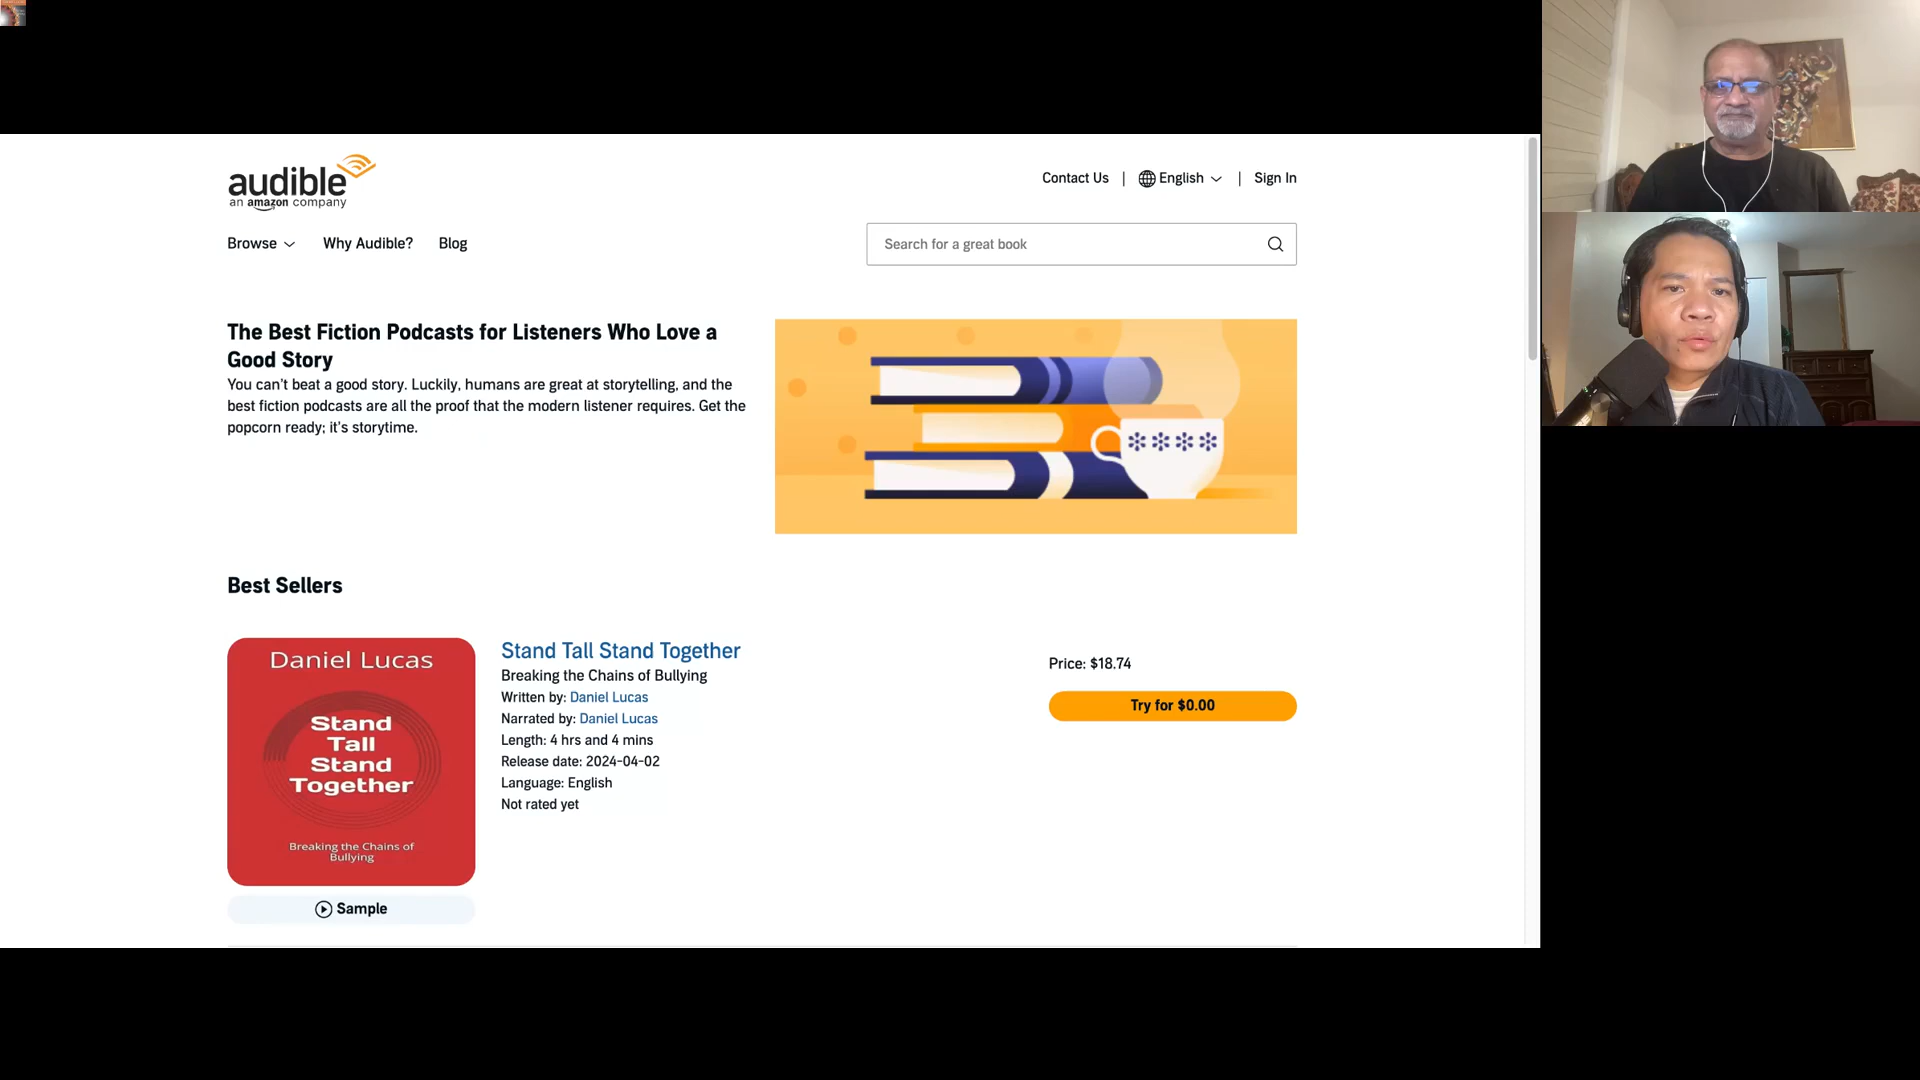 audible
an amazon company
Contact Us | English | Sign In
Browse Why Audible? Blog
Search for a great book
The Best Fiction Podcasts for Listeners Who Love a
Good Story
You can't beat a good story. Luckily, humans are great at storytelling, and the
best fiction podcasts are all the proof that the modern listener requires. Get the
popcorn ready; it's storytime.
Best Sellers
Daniel Lucas
Stand
Tall
Stand
Together
Breaking the Chains of
Bullying
Sample
Stand Tall Stand Together
Breaking the Chains of Bullying
Written by: Daniel Lucas
Narrated by: Daniel Lucas
Length: 4 hrs and 4 mins
Release date: 2024-04-02
Language: English
Not rated yet
Price: $18.74
Try for $0.00